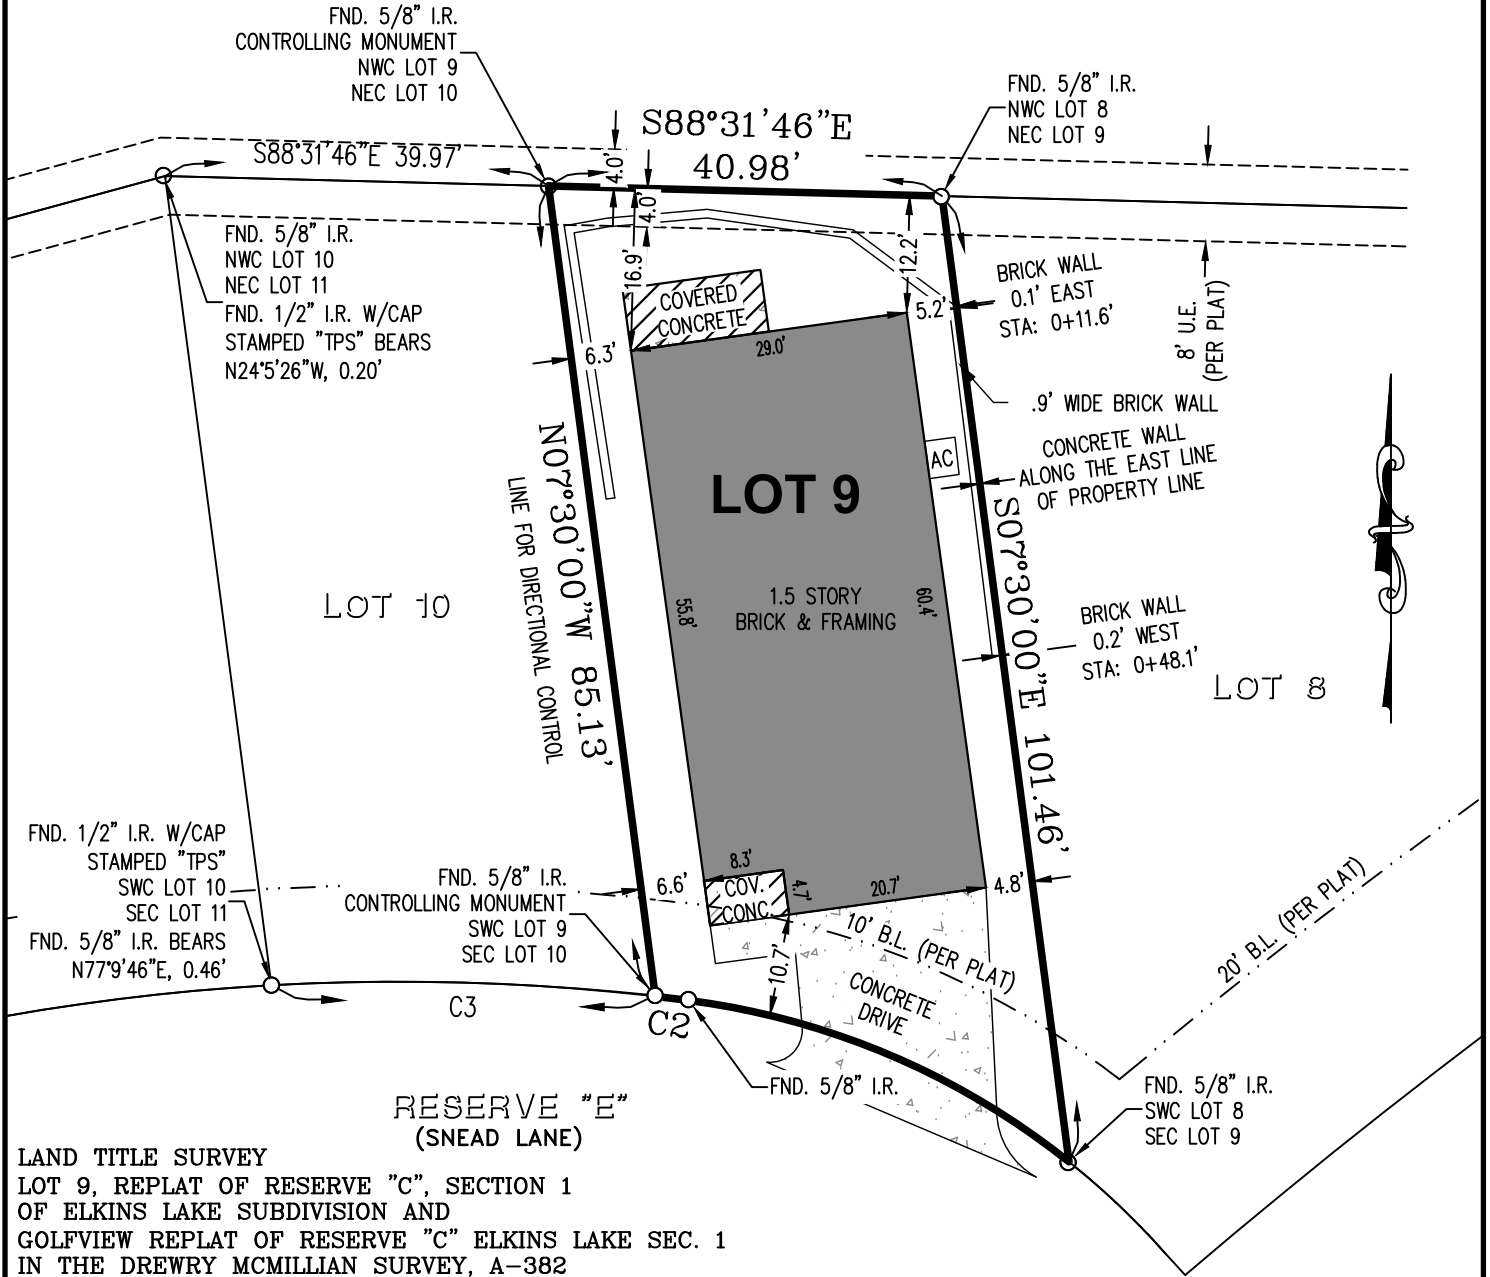 FND. 5/8" I.R.
CONTROLLING MONUMENT
NWC LOT 9
NEC LOT 10
FND. 5/8" I.R.
NWC LOT 8
NEC LOT 9
S88°31'46"E
40.98'
S88°31'46"E 39.97'
4.0'
4.0'
16.9'
12.2'
FND. 5/8" I.R.
NWC LOT 10
NEC LOT 11
FND. 1/2" I.R. W/CAP
STAMPED "TPS" BEARS
N24°5'26"W, 0.20'
COVERED
CONCRETE
29.0'
5.2'
6.3'
BRICK WALL
0.1' EAST
STA: 0+11.6'
8' U.E.
(PER PLAT)
.9' WIDE BRICK WALL
CONCRETE WALL
ALONG THE EAST LINE
OF PROPERTY LINE
AC
LOT 9
N07°30'00"W 85.13'
LINE FOR DIRECTIONAL CONTROL
S07°30'00"E 101.46'
LOT 10
55.8'
1.5 STORY
BRICK & FRAMING
60.4'
BRICK WALL
0.2' WEST
STA: 0+48.1'
LOT 8
FND. 1/2" I.R. W/CAP
STAMPED "TPS"
SWC LOT 10
SEC LOT 11
FND. 5/8" I.R. BEARS
N77°9'46"E, 0.46'
FND. 5/8" I.R.
CONTROLLING MONUMENT
SWC LOT 9
SEC LOT 10
6.6'
8.3'
COV.
CONC.
4.7'
20.7'
4.8'
10' B.L. (PER PLAT)
20' B.L. (PER PLAT)
10.7'
CONCRETE
DRIVE
C3
C2
FND. 5/8" I.R.
FND. 5/8" I.R.
SWC LOT 8
SEC LOT 9
RESERVE "E"
(SNEAD LANE)
LAND TITLE SURVEY
LOT 9, REPLAT OF RESERVE "C", SECTION 1
OF ELKINS LAKE SUBDIVISION AND
GOLFVIEW REPLAT OF RESERVE "C" ELKINS LAKE SEC. 1
IN THE DREWRY MCMILLIAN SURVEY, A-382